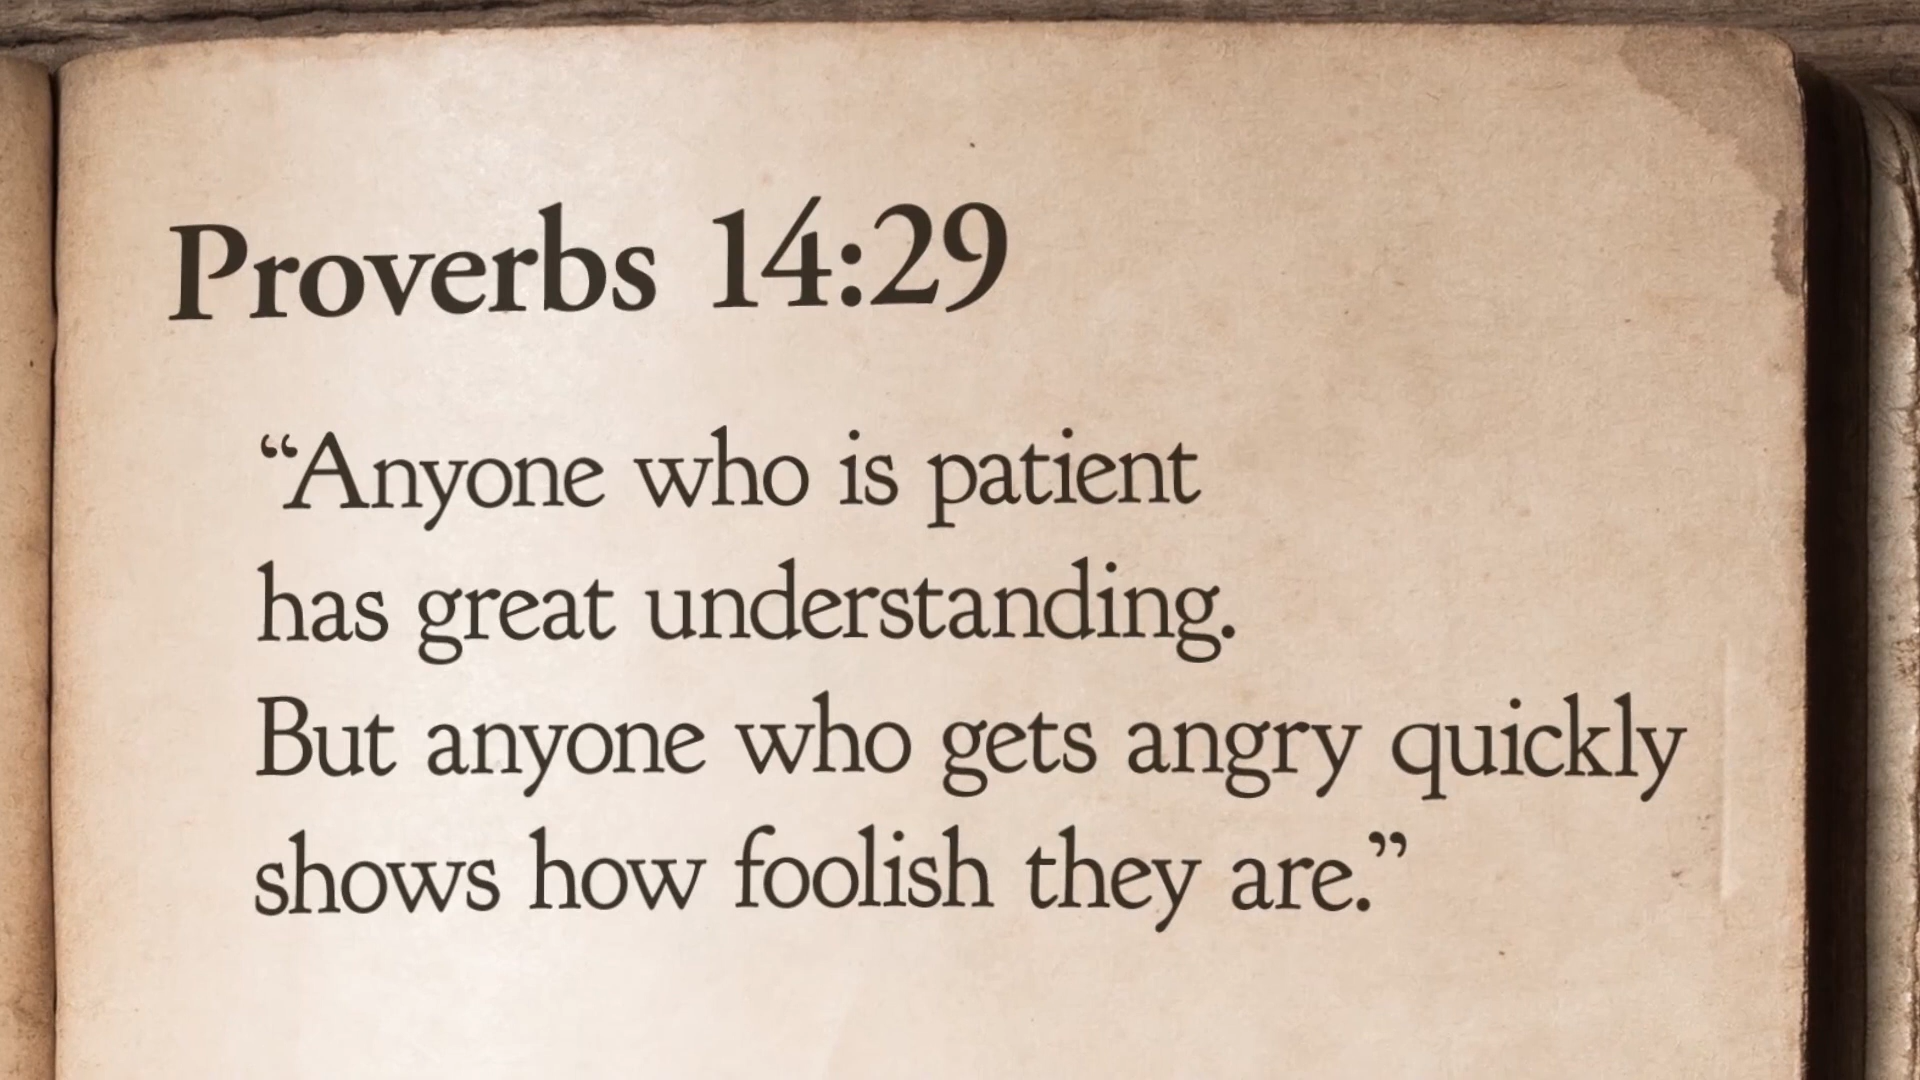 Proverbs 14:29
“Anyone who is patient
has great understanding.
But anyone who gets angry quickly
shows how foolish they are.”